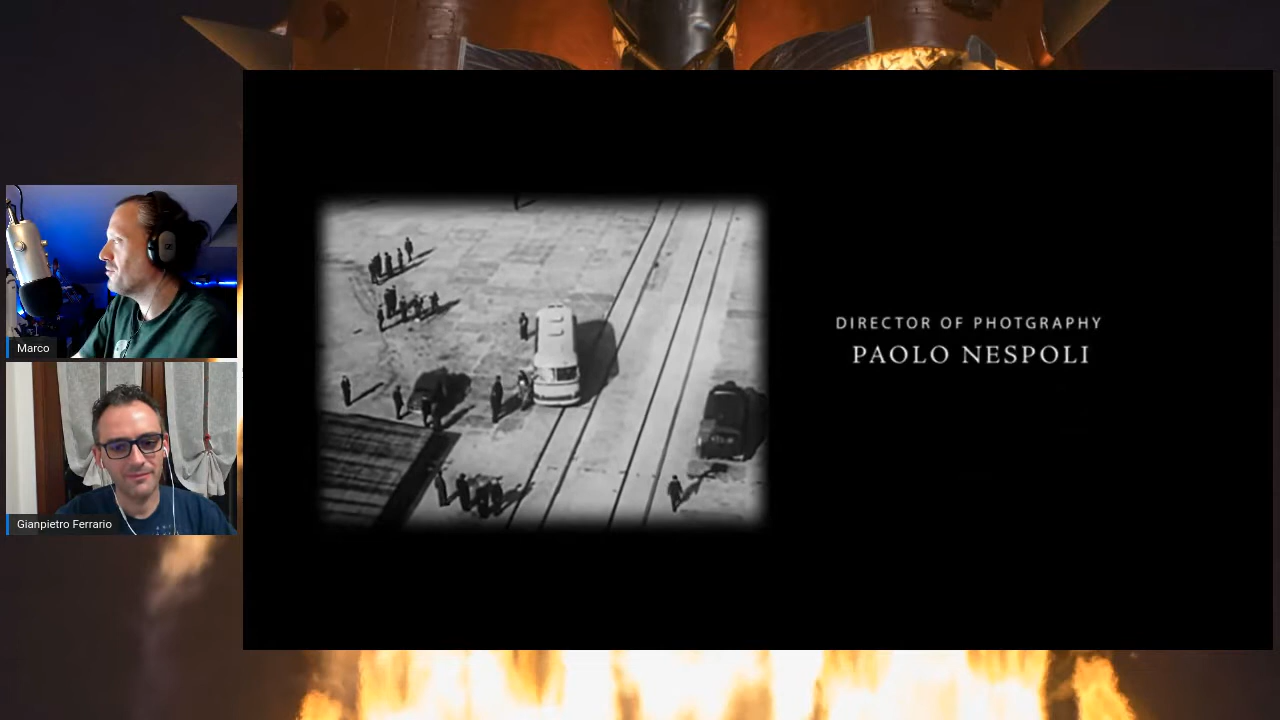 Marco
Gianpietro Ferrario
DIRECTOR OF PHOTGRAPHY
PAOLO NESPOLI